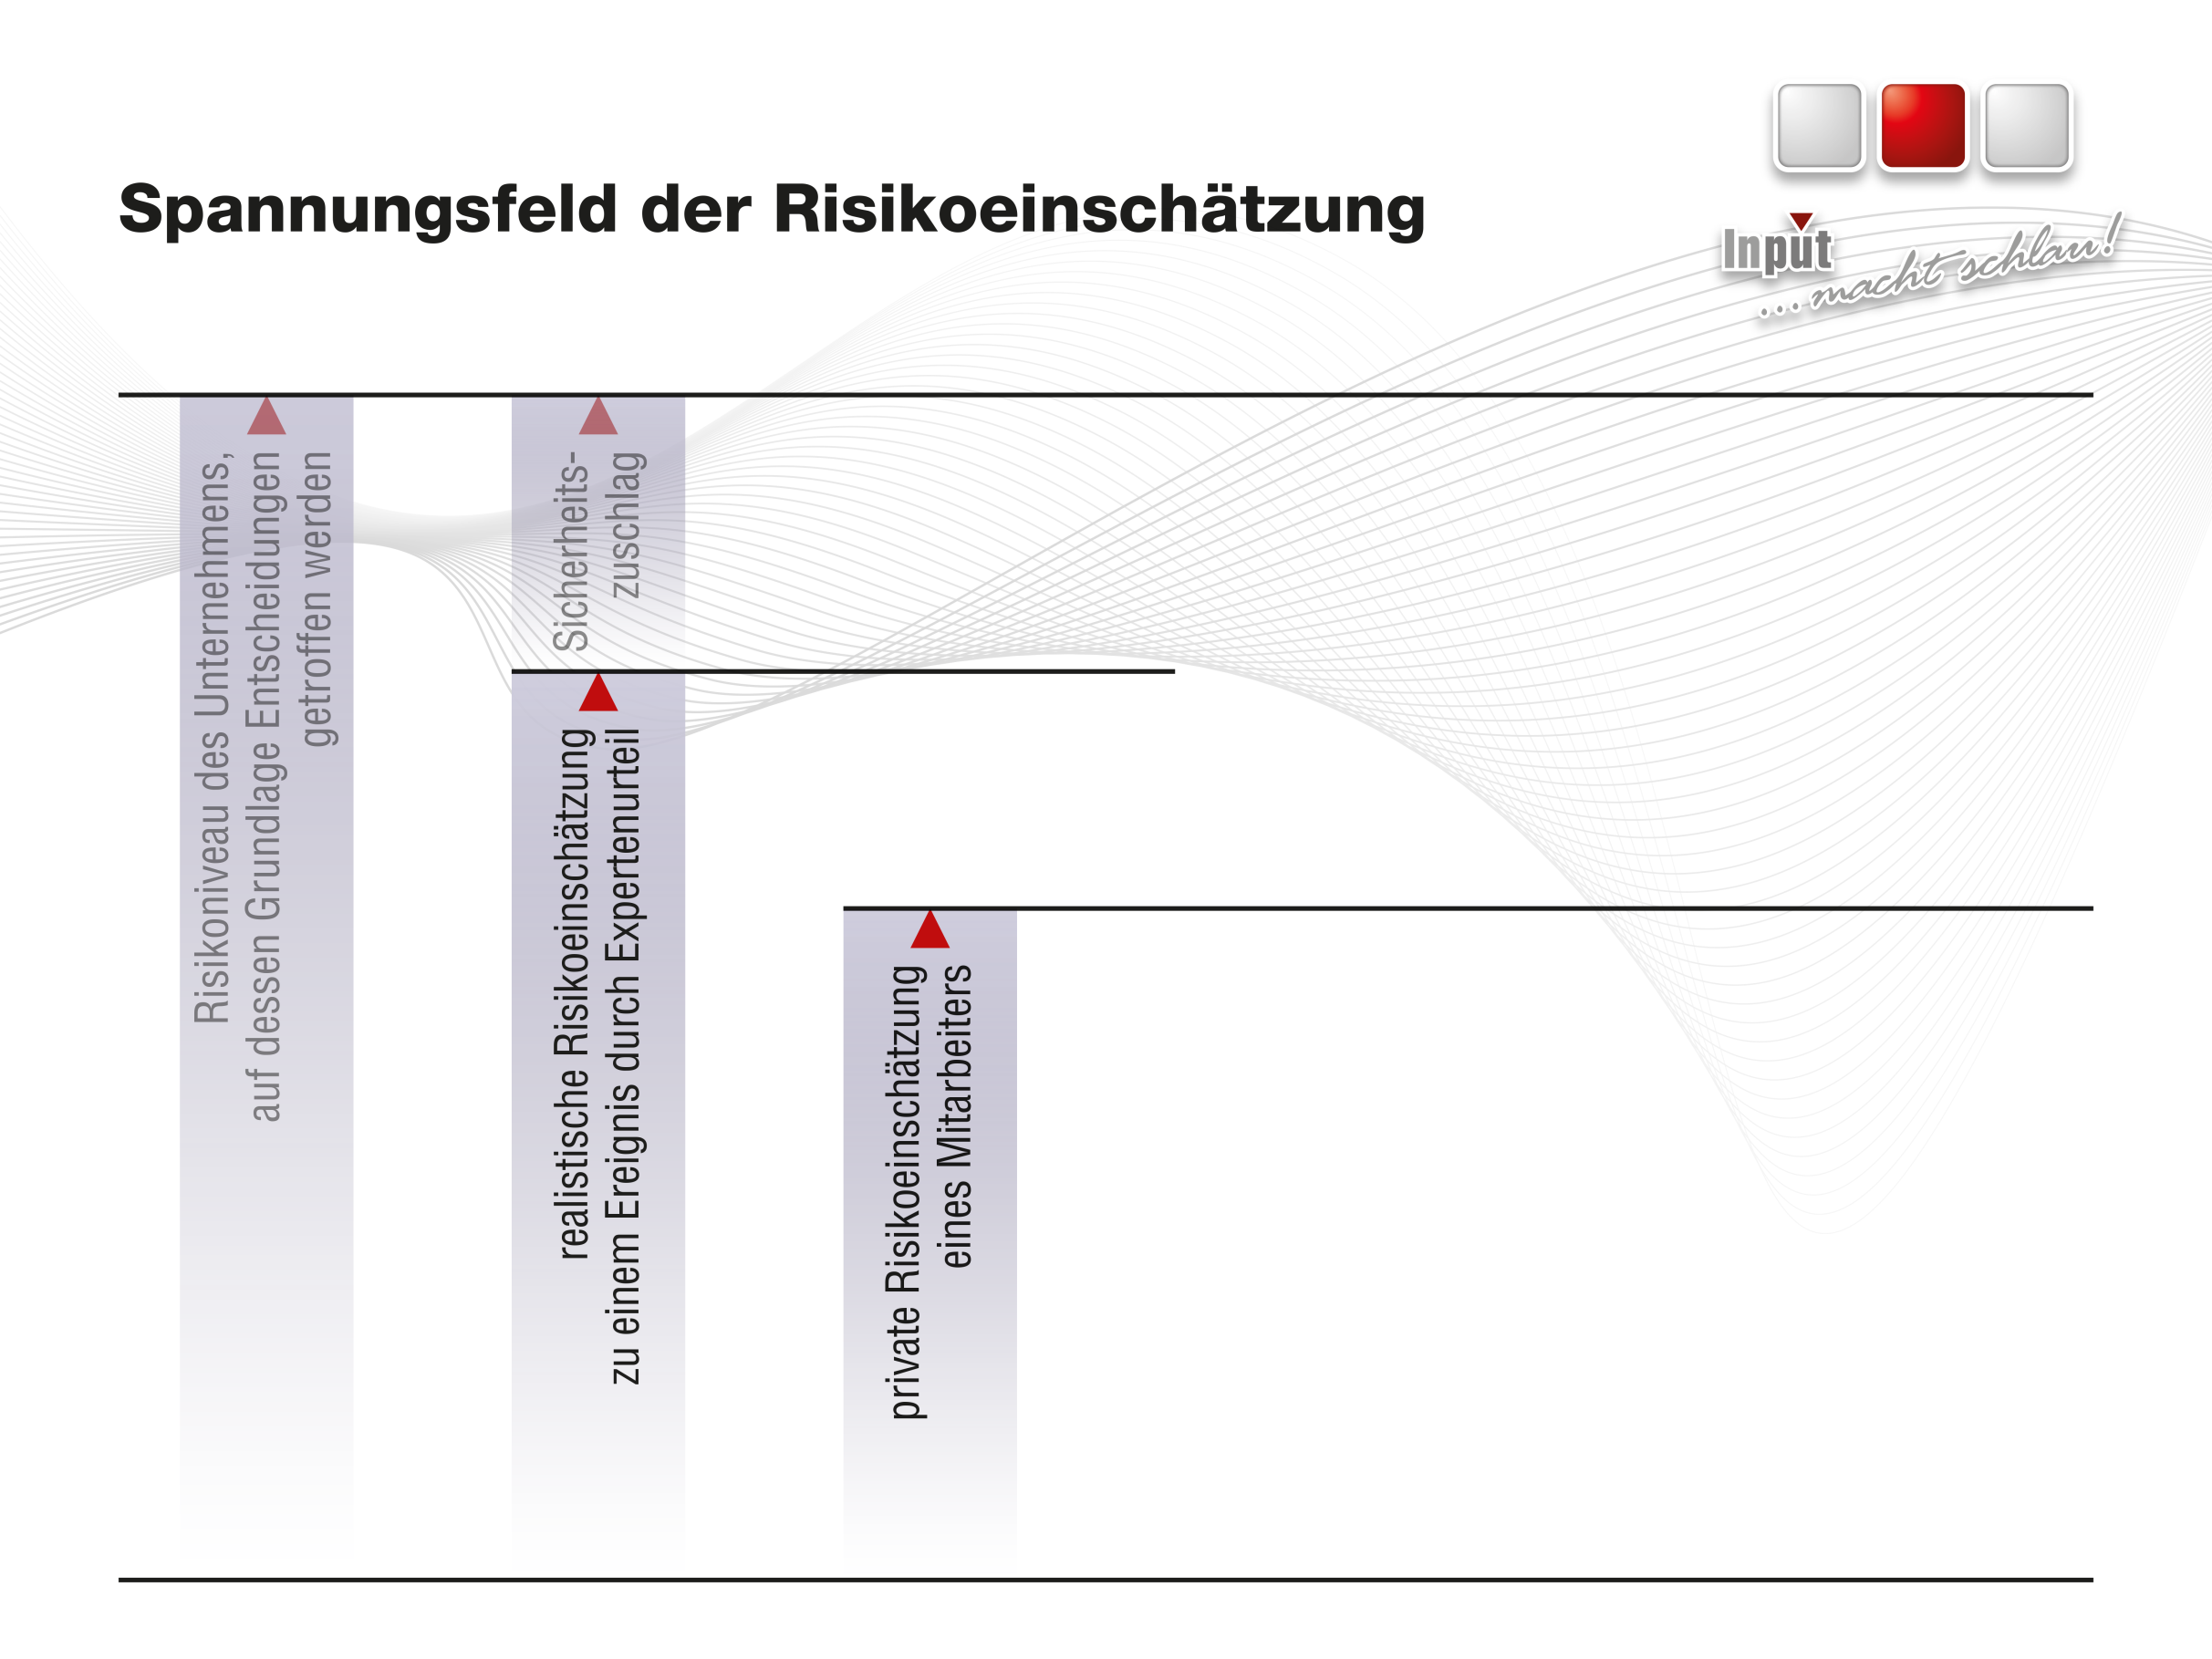 Spannungsfeld der Risikoeinschätzung
Input
... macht schlau!
Risikoniveau des Unternehmens,
auf dessen Grundlage Entscheidungen
getroffen werden
Sicherheits-
zuschlag
realistische Risikoeinschätzung
zu einem Ereignis durch Expertenurteil
private Risikoeinschätzung
eines Mitarbeiters